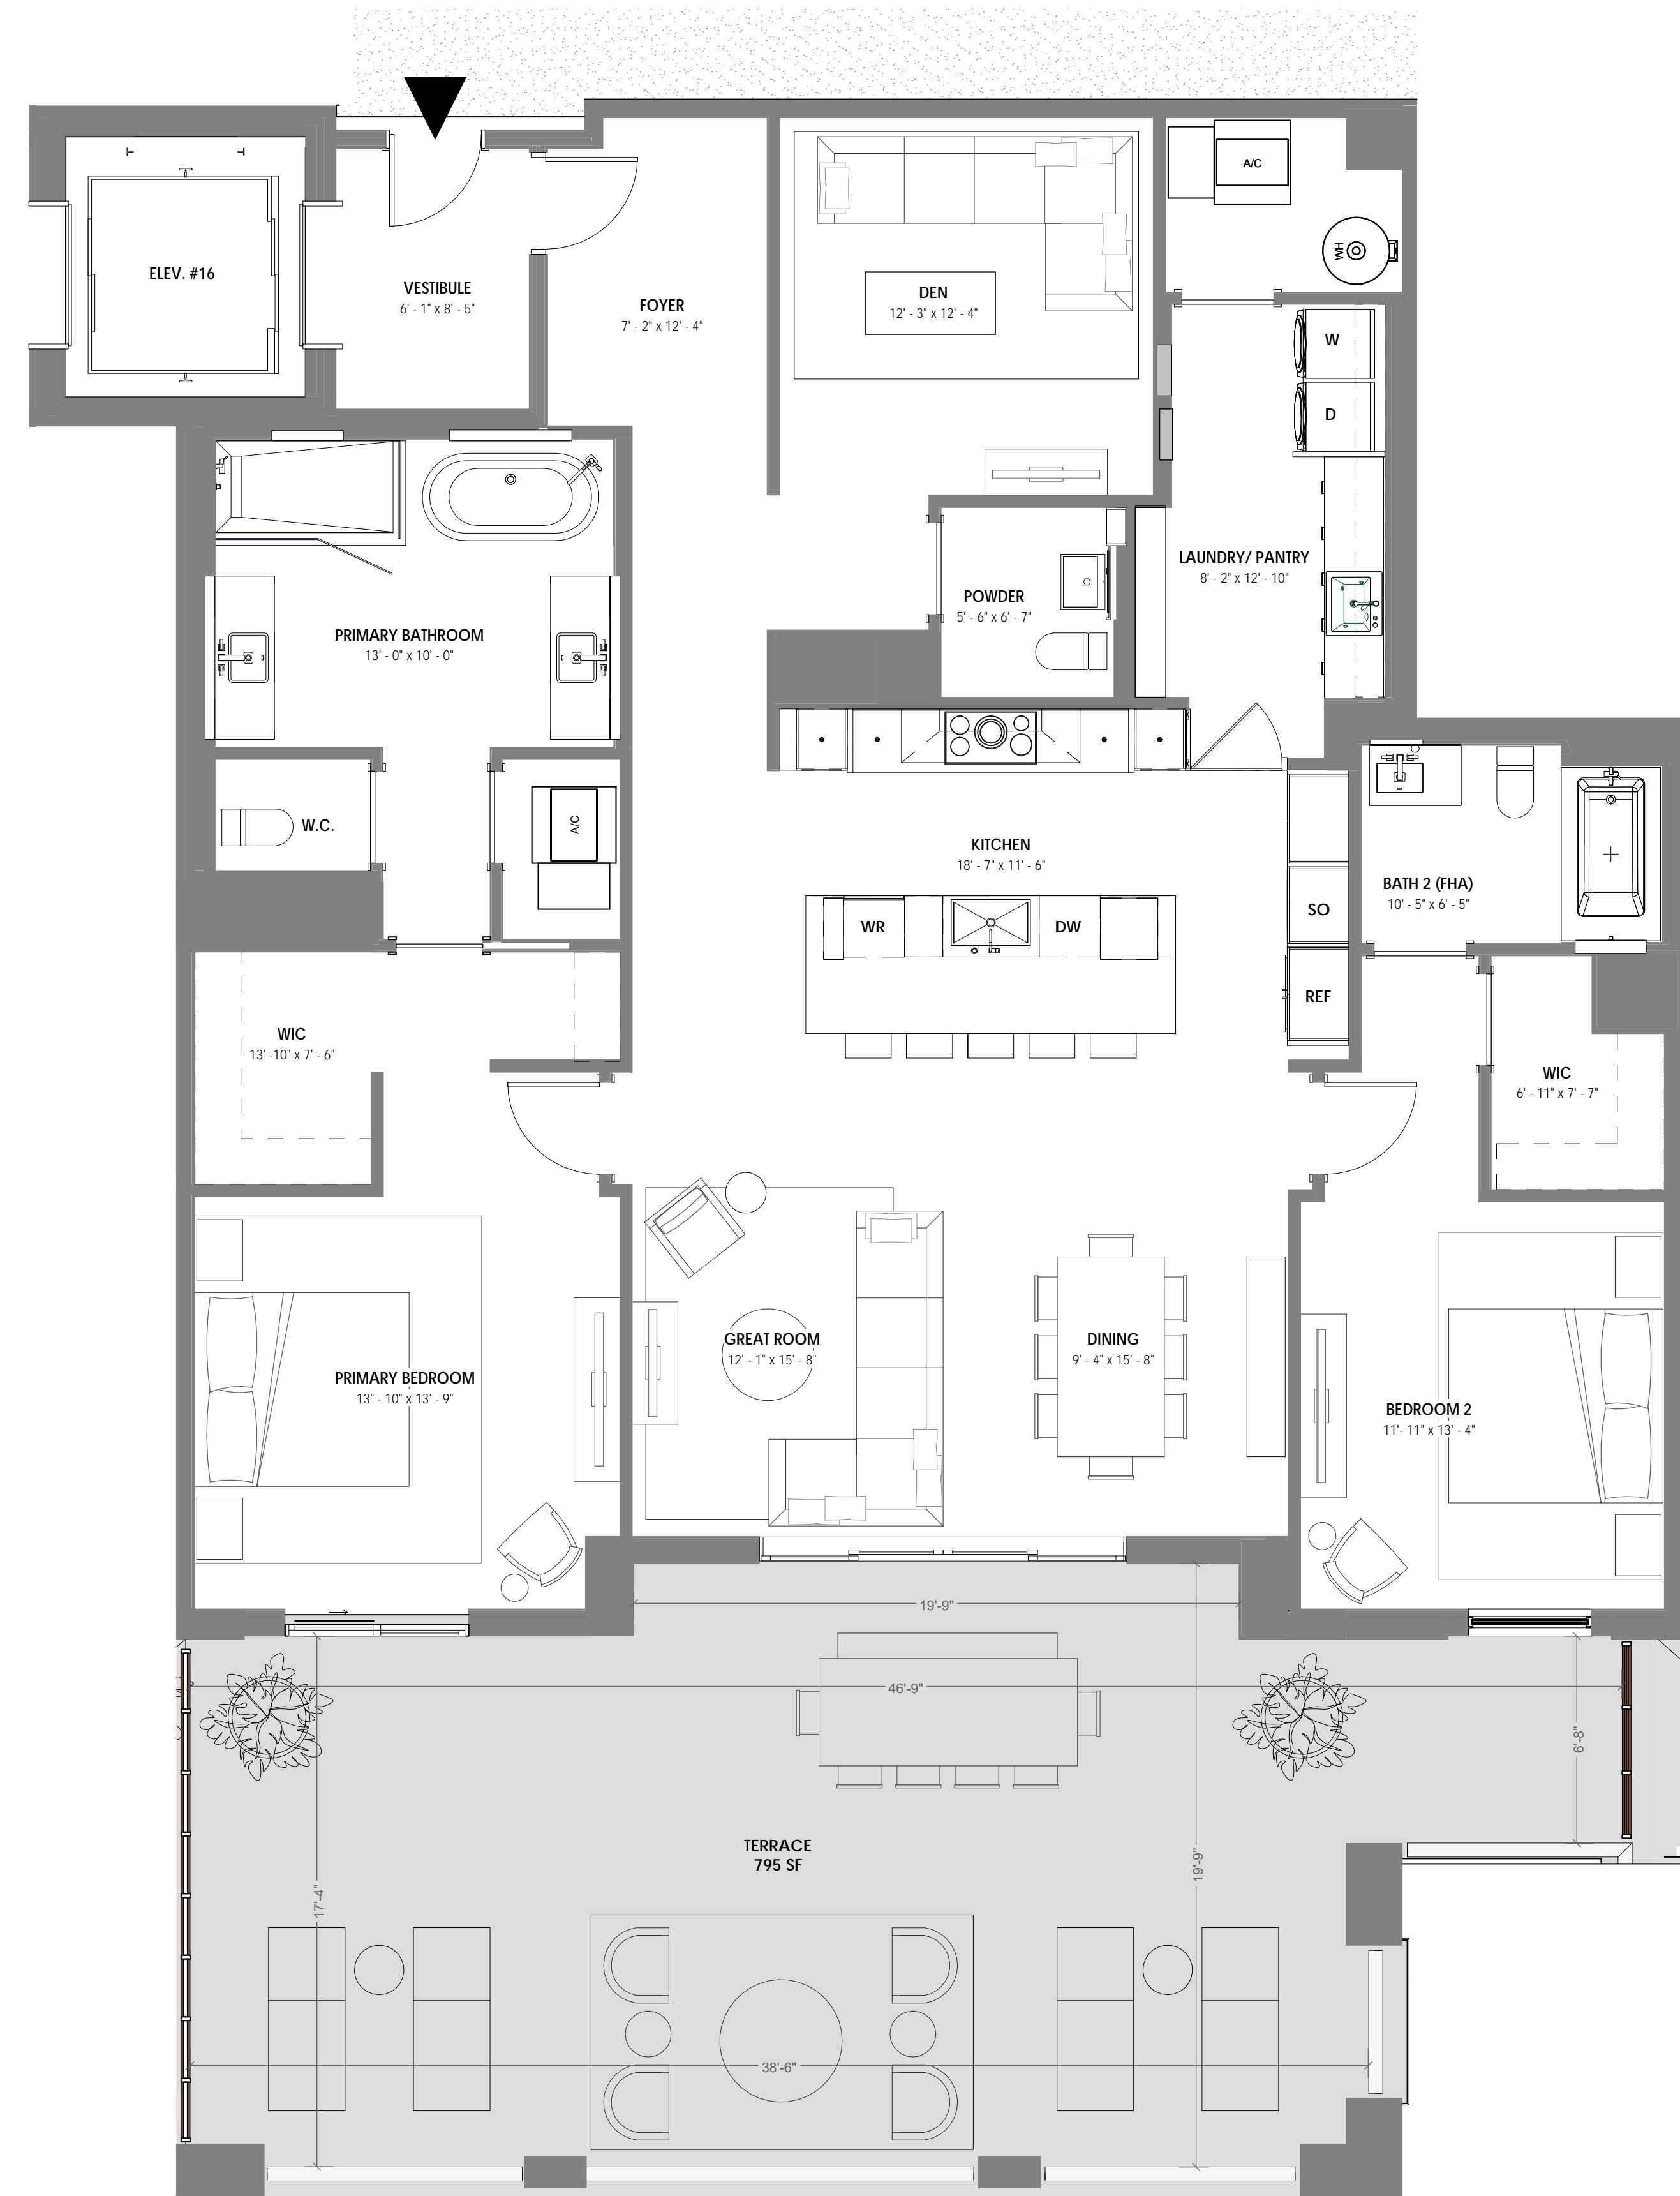 A/C
WH
ELEV. #16
VESTIBULE
6' - 1" x 8' - 5"
FOYER
7' - 2" x 12' - 4"
DEN
12' - 3" x 12' - 4"
W
D
LAUNDRY/ PANTRY
8' - 2" x 12' - 10"
POWDER
5' - 6" x 6' - 7"
PRIMARY BATHROOM
13' - 0" x 10' - 0"
W.C.
A/C
KITCHEN
18' - 7" x 11' - 6"
BATH 2 (FHA)
10' - 5" x 6' - 5"
WR
DW
SO
REF
WIC
13' -10" x 7' - 6"
WIC
6' - 11" x 7' - 7"
GREAT ROOM
12' - 1" x 15' - 8"
DINING
9' - 4" x 15' - 8"
PRIMARY BEDROOM
13" - 10" x 13' - 9"
BEDROOM 2
11'- 11" x 13' - 4"
19'-9"
46'-9"
6'-8"
TERRACE
795 SF
19'-9"
17'-4"
38'-6"